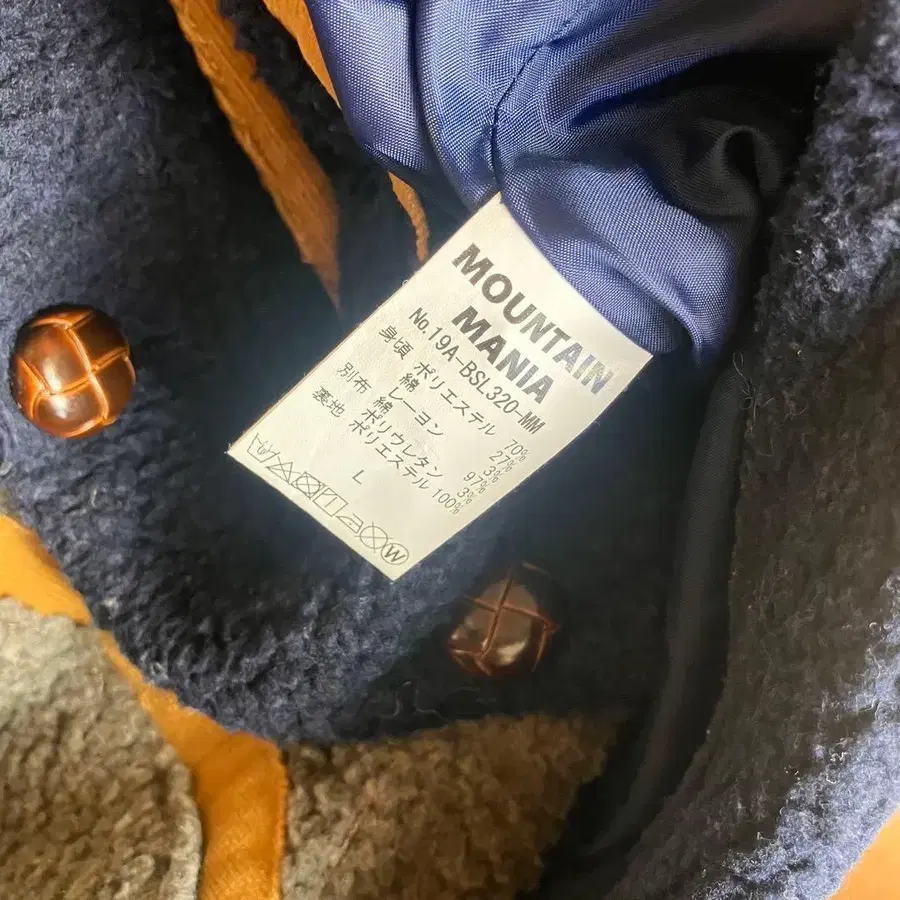 MOUNTAIN
MANIA
No.19A-BSL320-MM
身頃 ポリエステル 70%
綿 27%
レーヨン 3%
別布 綿 97%
ポリウレタン 3%
裏地 ポリエステル 100%
L
W